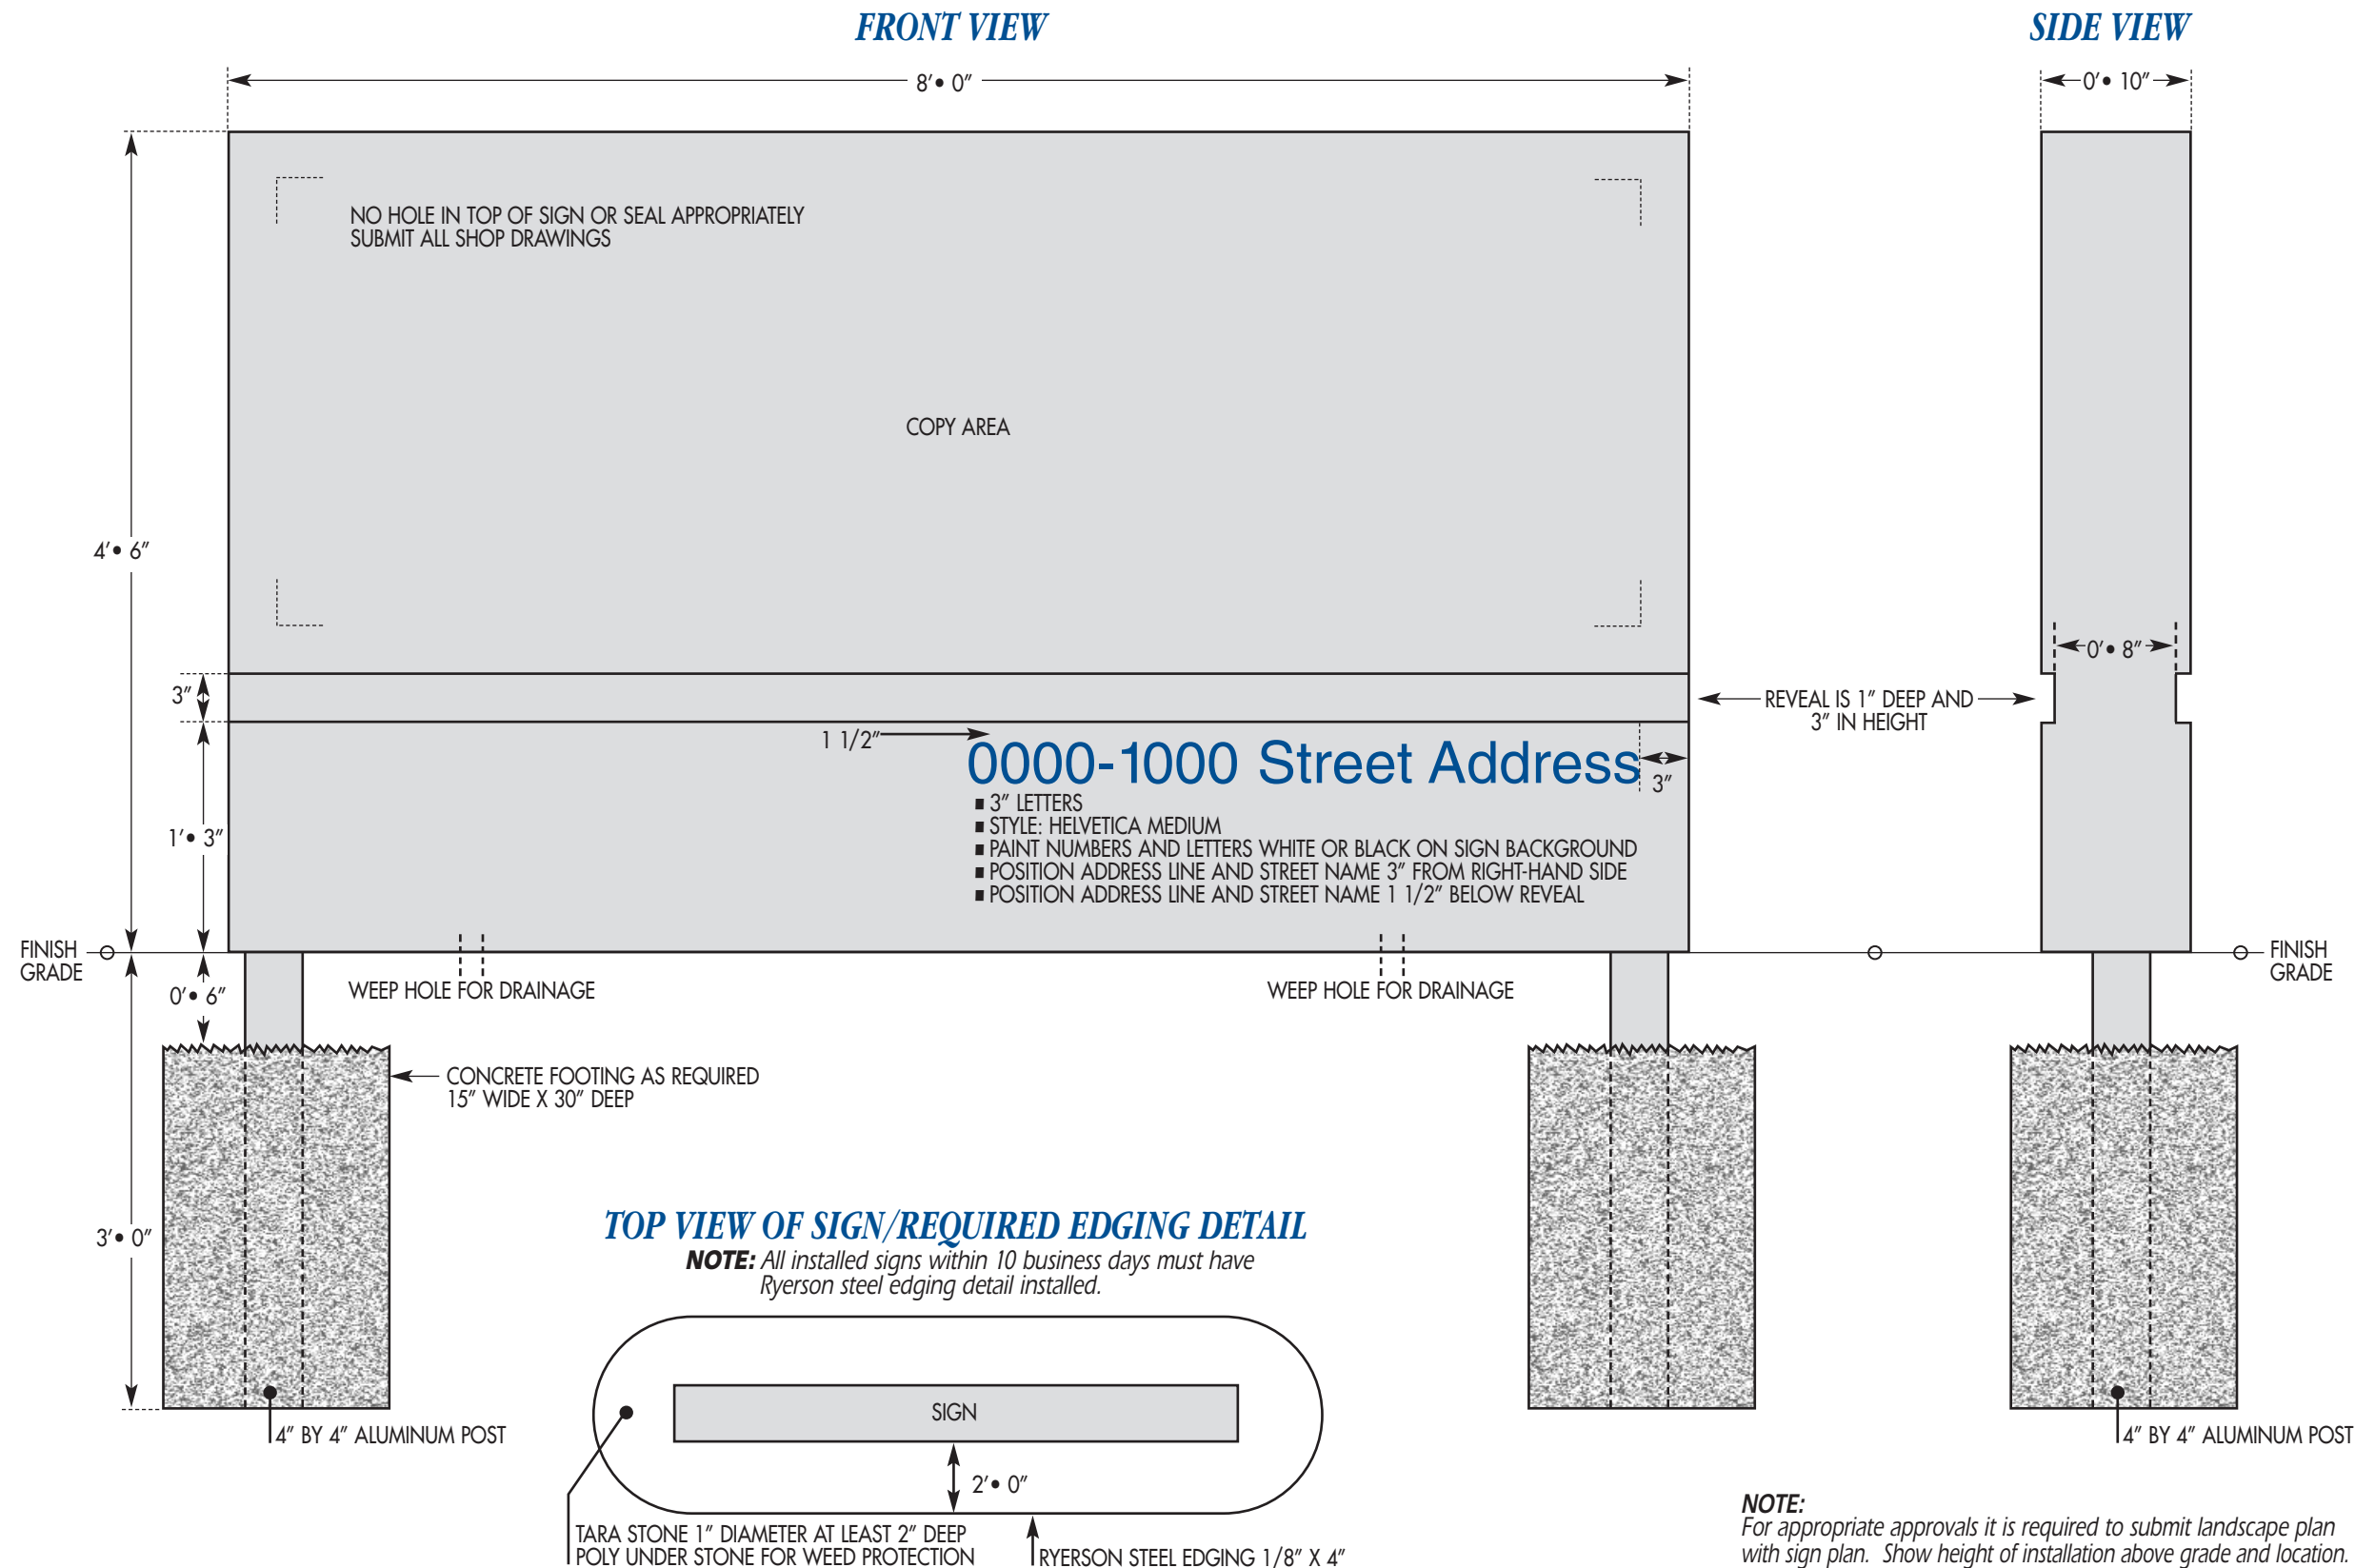 FRONT VIEW
SIDE VIEW
8′• 0″
0′• 10″
NO HOLE IN TOP OF SIGN OR SEAL APPROPRIATELY
SUBMIT ALL SHOP DRAWINGS
COPY AREA
4′• 6″
0′• 8″
3″
REVEAL IS 1″ DEEP AND
3″ IN HEIGHT
1 1/2″
0000-1000 Street Address
3″
■ 3″ LETTERS
■ STYLE: HELVETICA MEDIUM
■ PAINT NUMBERS AND LETTERS WHITE OR BLACK ON SIGN BACKGROUND
■ POSITION ADDRESS LINE AND STREET NAME 3″ FROM RIGHT-HAND SIDE
■ POSITION ADDRESS LINE AND STREET NAME 1 1/2″ BELOW REVEAL
1′• 3″
FINISH
GRADE
FINISH
GRADE
0′• 6″
WEEP HOLE FOR DRAINAGE
WEEP HOLE FOR DRAINAGE
CONCRETE FOOTING AS REQUIRED
15″ WIDE X 30″ DEEP
3′• 0″
TOP VIEW OF SIGN/REQUIRED EDGING DETAIL
NOTE: All installed signs within 10 business days must have
Ryerson steel edging detail installed.
SIGN
4″ BY 4″ ALUMINUM POST
4″ BY 4″ ALUMINUM POST
2′• 0″
TARA STONE 1″ DIAMETER AT LEAST 2″ DEEP
POLY UNDER STONE FOR WEED PROTECTION
RYERSON STEEL EDGING 1/8″ X 4″
NOTE:
For appropriate approvals it is required to submit landscape plan
with sign plan. Show height of installation above grade and location.